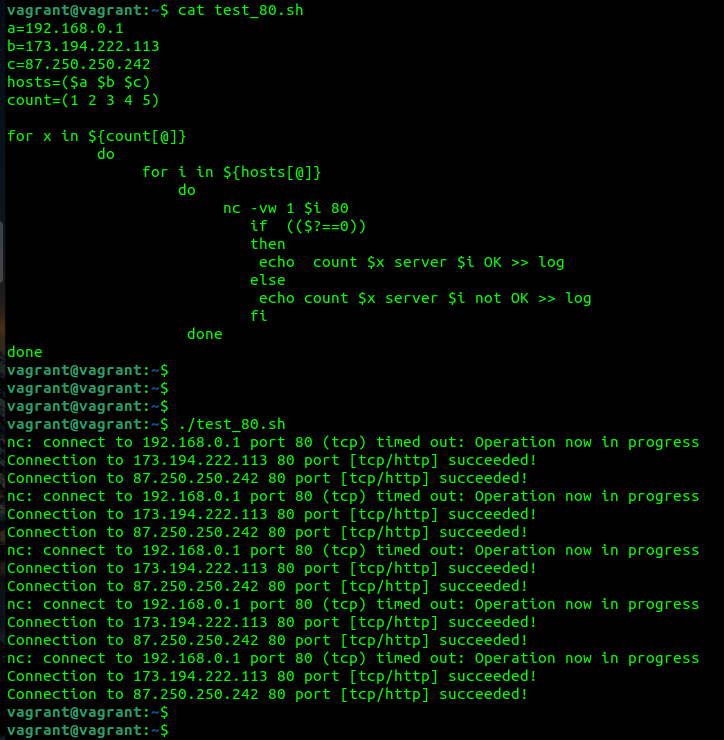 vagrant@vagrant:~$ cat test_80.sh
a=192.168.0.1
b=173.194.222.113
c=87.250.250.242
hosts=($a $b $c)
count=(1 2 3 4 5)
for x in ${count[@]}
do
for i in ${hosts[@]}
do
nc -vw 1 $i 80
if  (($?==0))
then
echo  count $x server $i OK >> log
else
echo count $x server $i not OK >> log
fi
done
done
vagrant@vagrant:~$
vagrant@vagrant:~$
vagrant@vagrant:~$
vagrant@vagrant:~$ ./test_80.sh
nc: connect to 192.168.0.1 port 80 (tcp) timed out: Operation now in progress
Connection to 173.194.222.113 80 port [tcp/http] succeeded!
Connection to 87.250.250.242 80 port [tcp/http] succeeded!
nc: connect to 192.168.0.1 port 80 (tcp) timed out: Operation now in progress
Connection to 173.194.222.113 80 port [tcp/http] succeeded!
Connection to 87.250.250.242 80 port [tcp/http] succeeded!
nc: connect to 192.168.0.1 port 80 (tcp) timed out: Operation now in progress
Connection to 173.194.222.113 80 port [tcp/http] succeeded!
Connection to 87.250.250.242 80 port [tcp/http] succeeded!
nc: connect to 192.168.0.1 port 80 (tcp) timed out: Operation now in progress
Connection to 173.194.222.113 80 port [tcp/http] succeeded!
Connection to 87.250.250.242 80 port [tcp/http] succeeded!
nc: connect to 192.168.0.1 port 80 (tcp) timed out: Operation now in progress
Connection to 173.194.222.113 80 port [tcp/http] succeeded!
Connection to 87.250.250.242 80 port [tcp/http] succeeded!
vagrant@vagrant:~$
vagrant@vagrant:~$